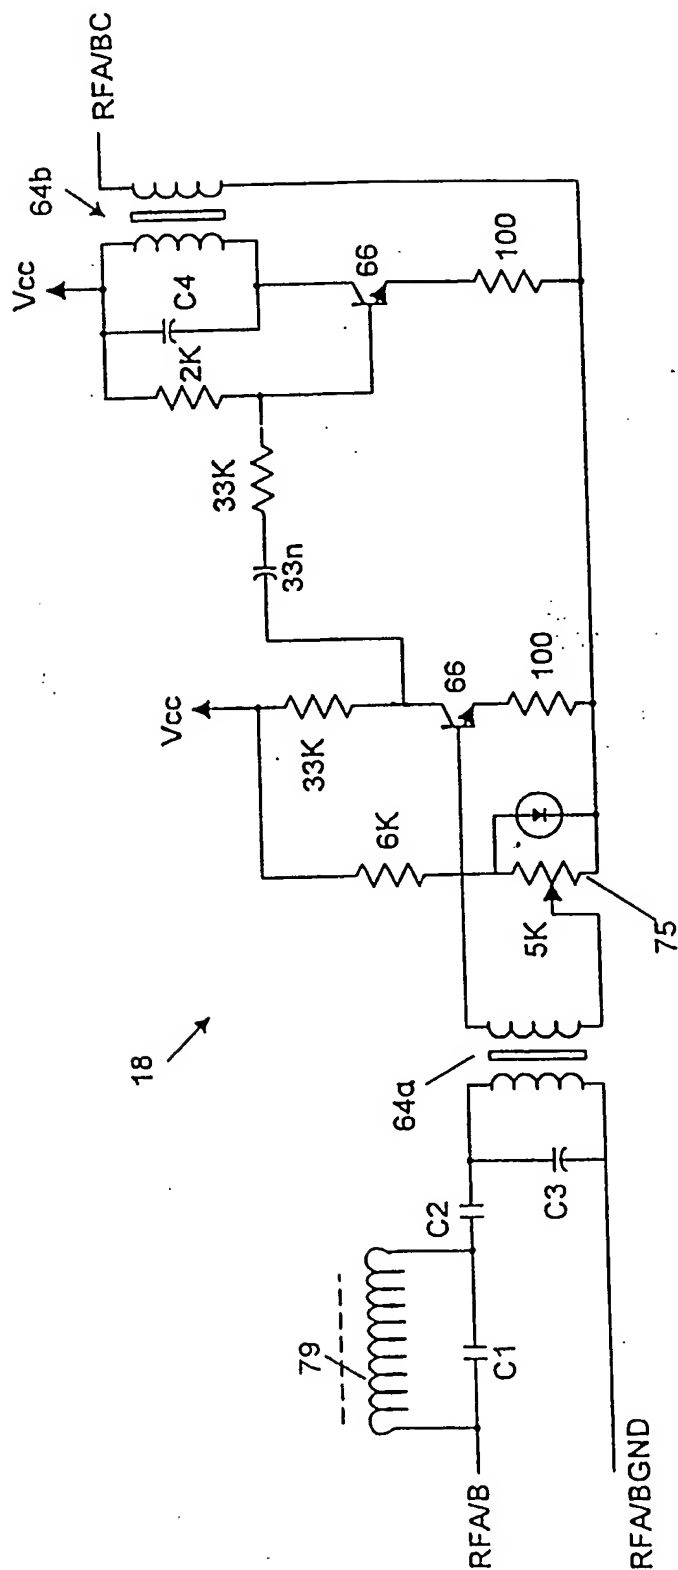 18
79
RFA/B
C1
C2
C3
RFA/BGND
64a
Vcc
6K
33K
5K
75
66
100
33n
33K
Vcc
2K
C4
64b
66
100
RFA/BC